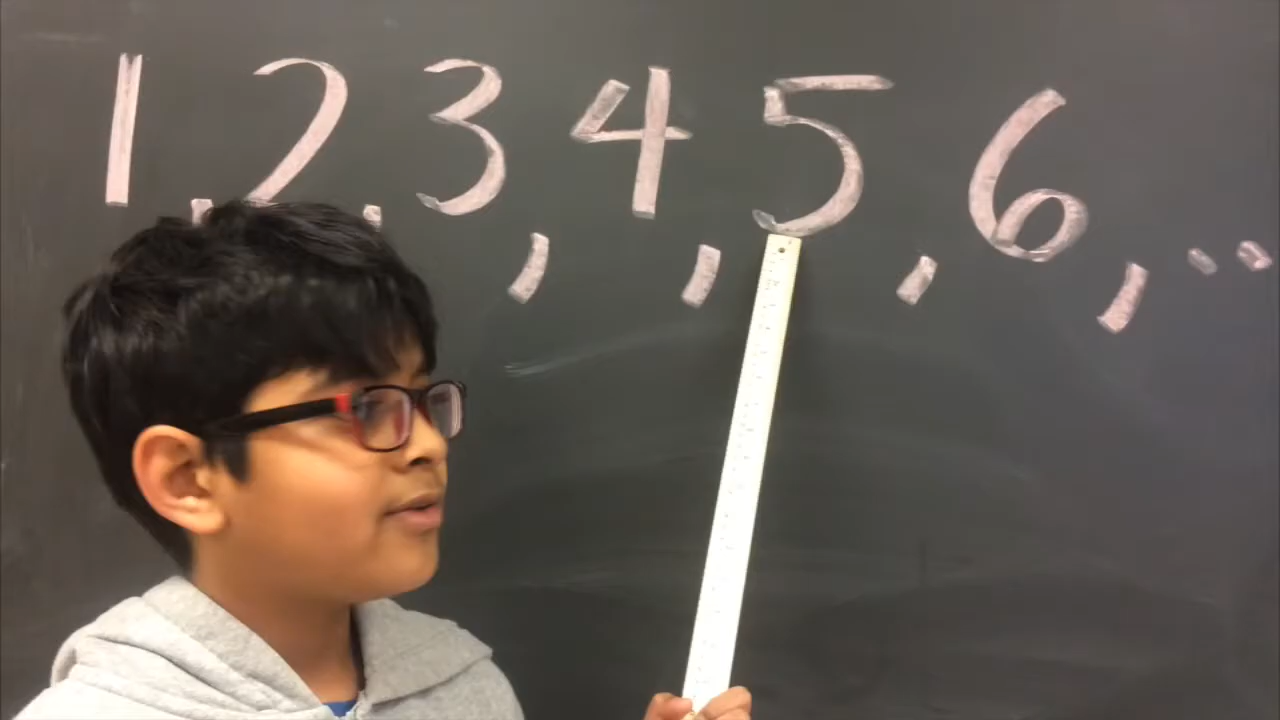 1, 2, 3, 4, 5, 6, ..